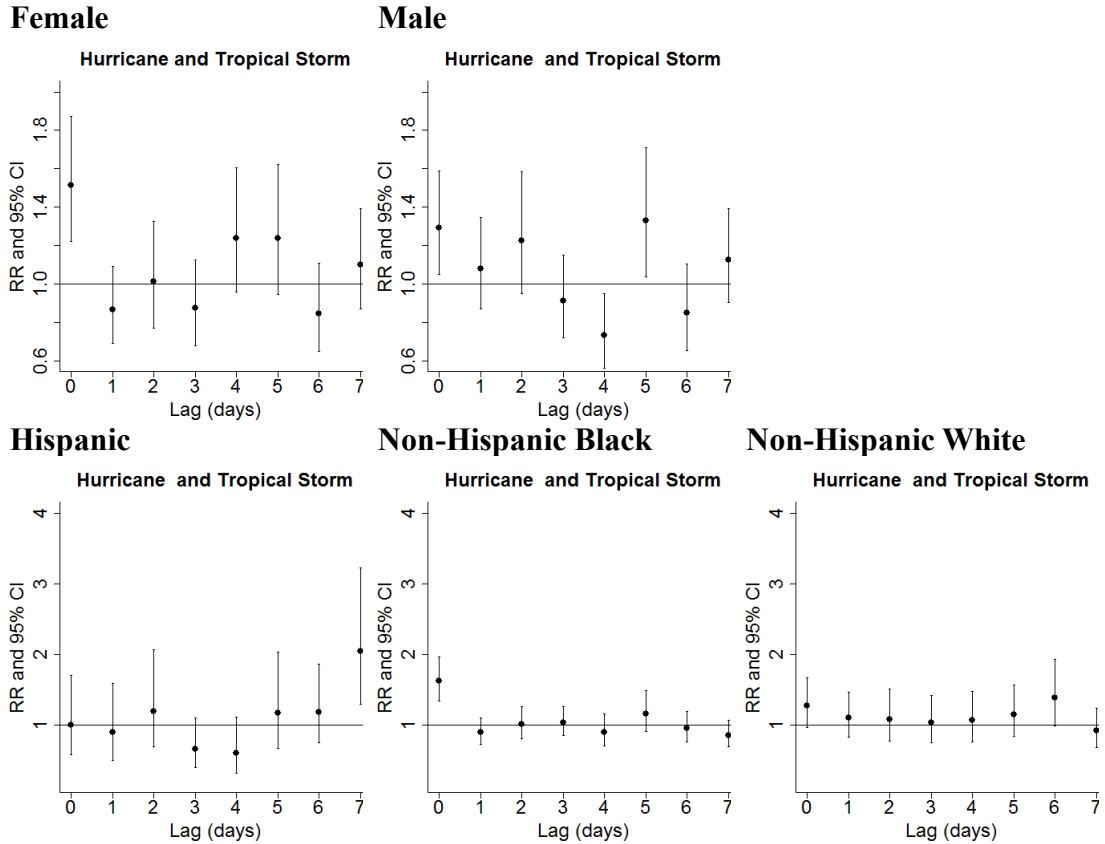 Female
Hurricane and Tropical Storm
RR and 95% CI
1.8
1.4
1.0
0.6
0 1 2 3 4 5 6 7
Lag (days)
Male
Hurricane and Tropical Storm
RR and 95% CI
1.8
1.4
1.0
0.6
0 1 2 3 4 5 6 7
Lag (days)
Hispanic
Hurricane and Tropical Storm
RR and 95% CI
4
3
2
1
0 1 2 3 4 5 6 7
Lag (days)
Non-Hispanic Black
Hurricane and Tropical Storm
RR and 95% CI
4
3
2
1
0 1 2 3 4 5 6 7
Lag (days)
Non-Hispanic White
Hurricane and Tropical Storm
RR and 95% CI
4
3
2
1
0 1 2 3 4 5 6 7
Lag (days)